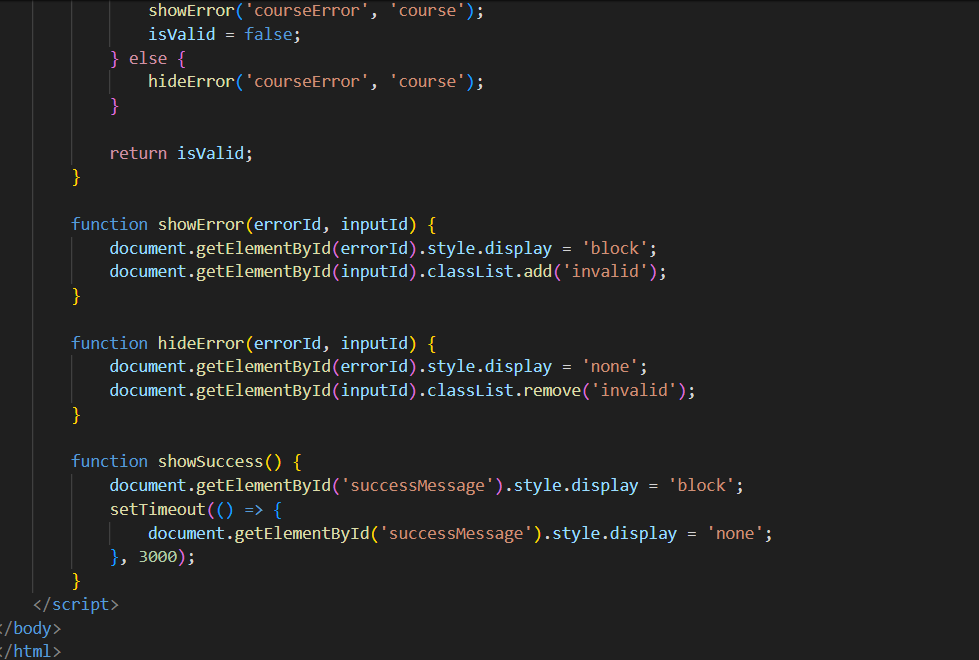 showError('courseError', 'course');
            isValid = false;
        } else {
            hideError('courseError', 'course');
        }

        return isValid;
    }

    function showError(errorId, inputId) {
        document.getElementById(errorId).style.display = 'block';
        document.getElementById(inputId).classList.add('invalid');
    }

    function hideError(errorId, inputId) {
        document.getElementById(errorId).style.display = 'none';
        document.getElementById(inputId).classList.remove('invalid');
    }

    function showSuccess() {
        document.getElementById('successMessage').style.display = 'block';
        setTimeout(() => {
            document.getElementById('successMessage').style.display = 'none';
        }, 3000);
    }
</script>
</body>
</html>